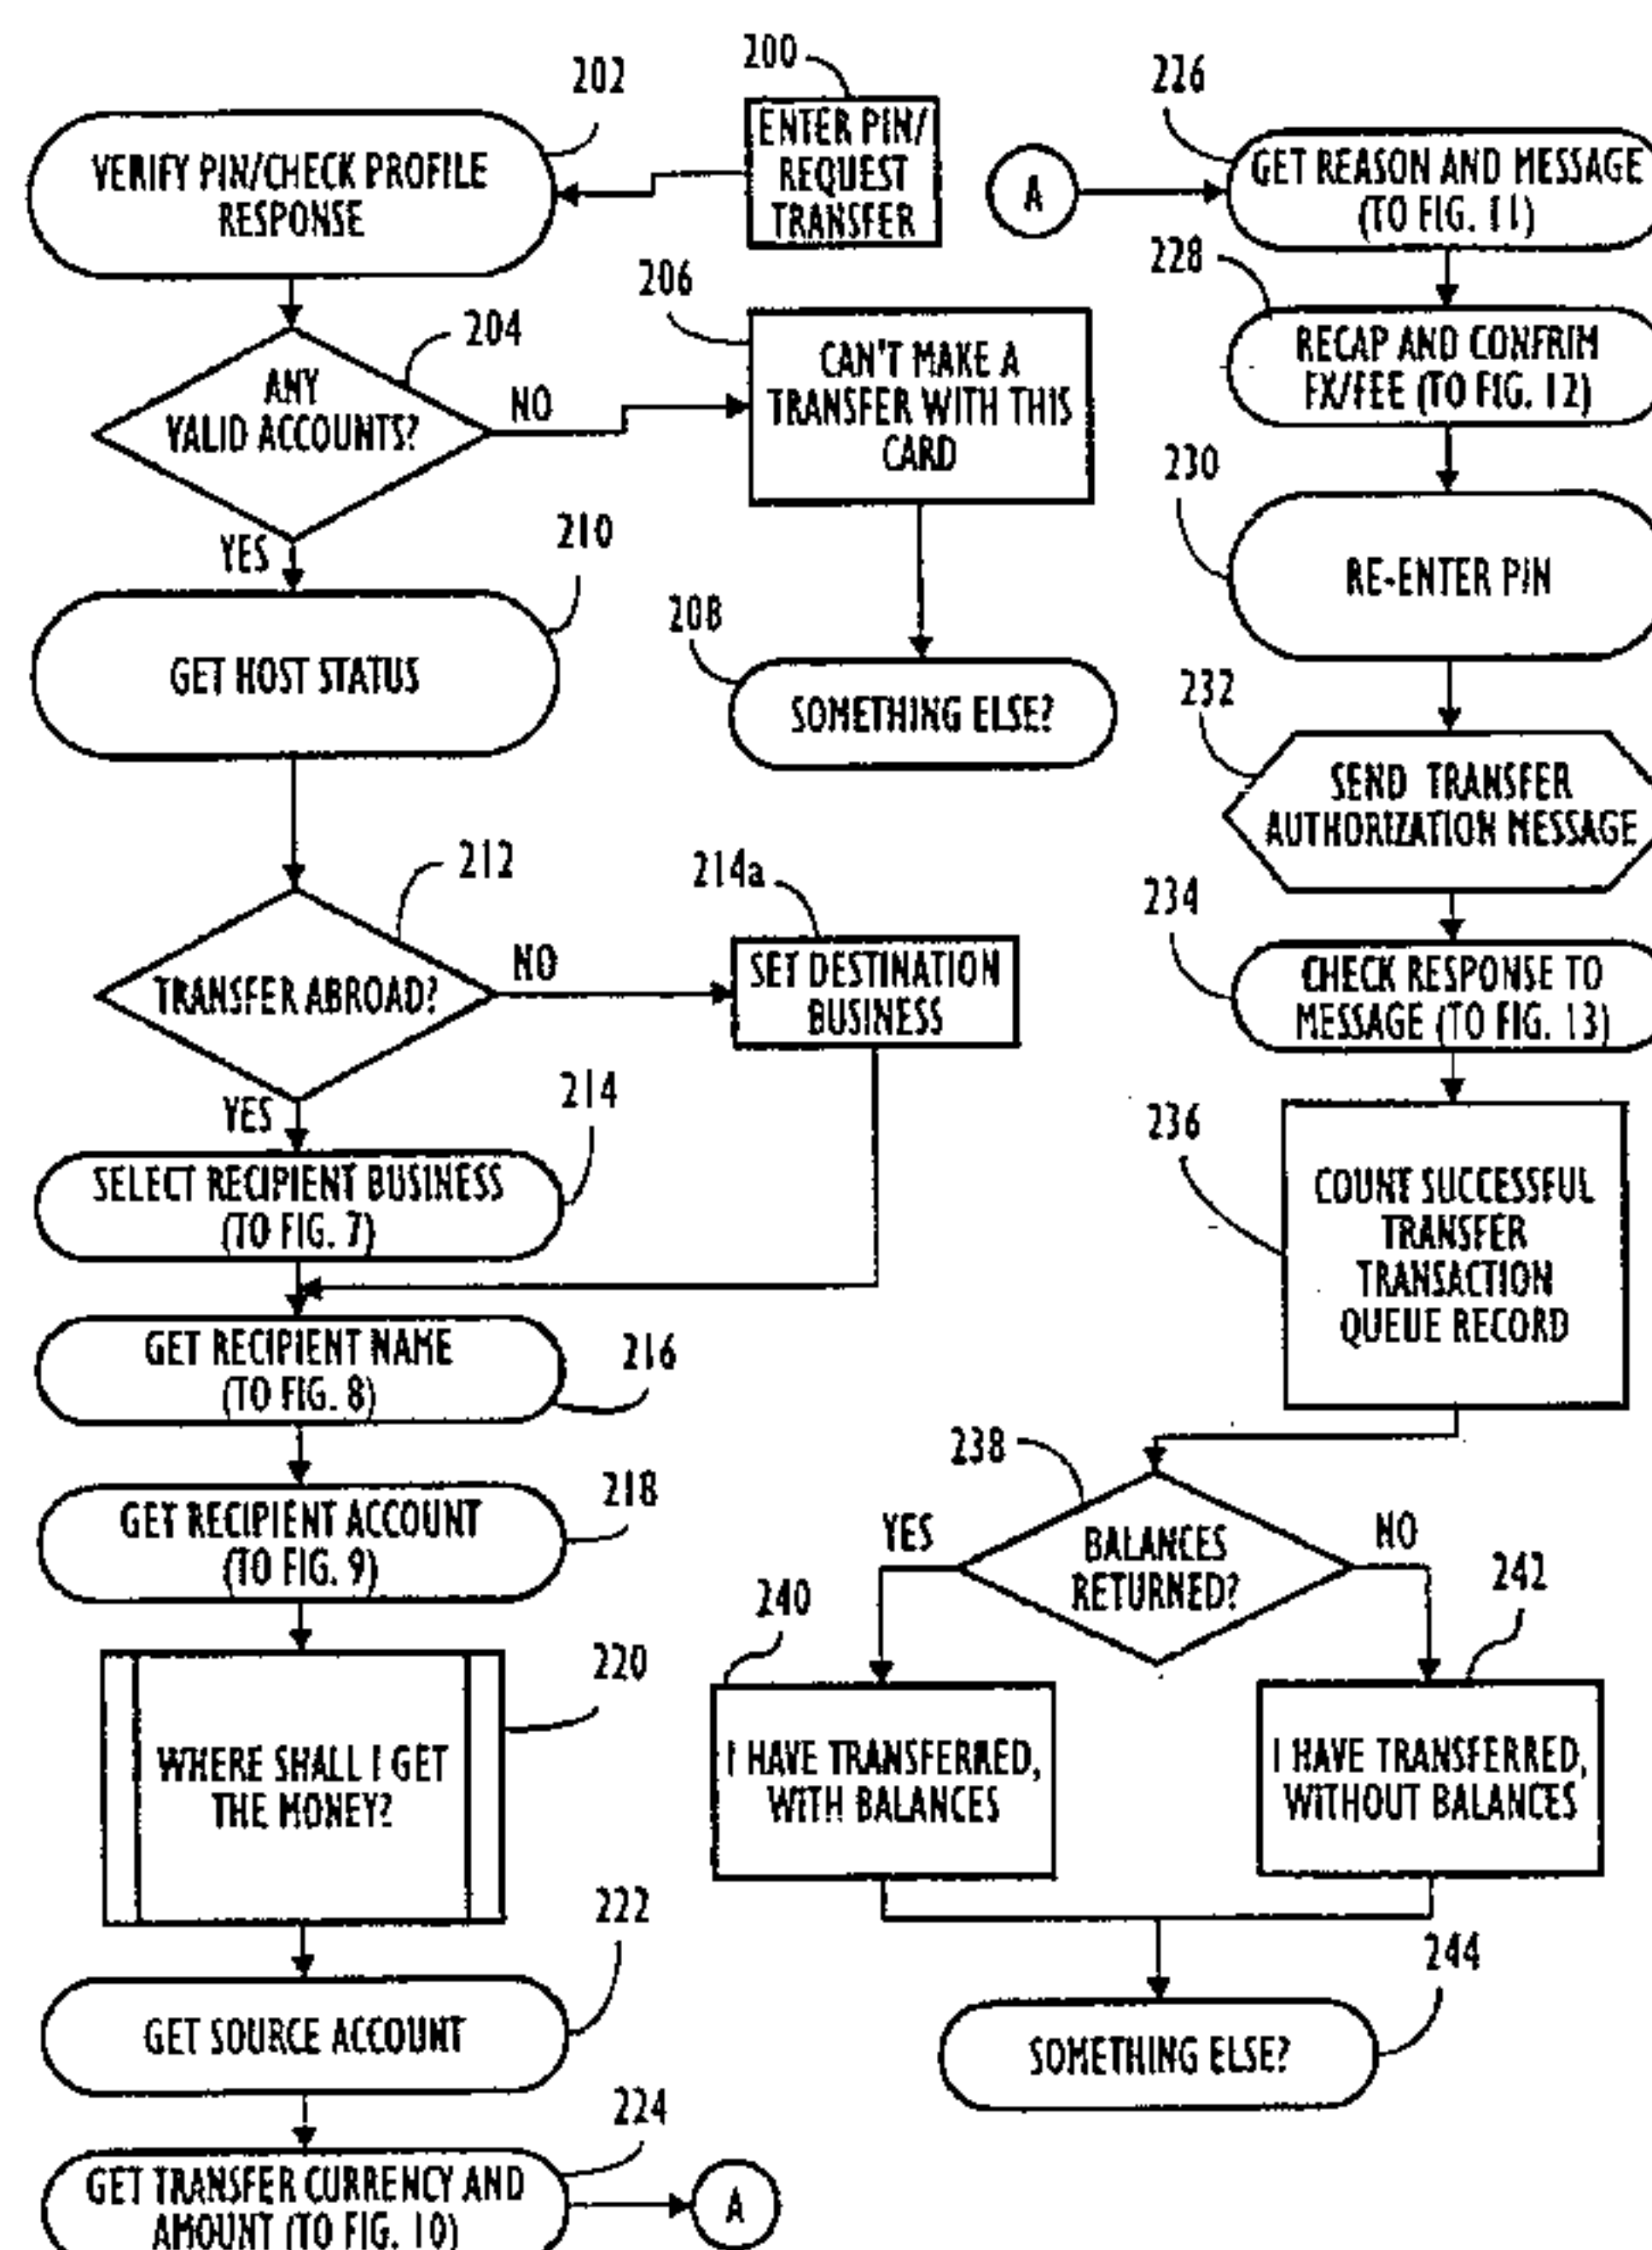 200
ENTER PIN/
REQUEST
TRANSFER
202
VERIFY PIN/CHECK PROFILE
RESPONSE
204
ANY
VALID ACCOUNTS?
NO
YES
206
CAN'T MAKE A
TRANSFER WITH THIS
CARD
208
SOMETHING ELSE?
210
GET HOST STATUS
212
TRANSFER ABROAD?
NO
YES
214a
SET DESTINATION
BUSINESS
214
SELECT RECIPIENT BUSINESS
(TO FIG. 7)
216
GET RECIPIENT NAME
(TO FIG. 8)
218
GET RECIPIENT ACCOUNT
(TO FIG. 9)
220
WHERE SHALL I GET
THE MONEY?
222
GET SOURCE ACCOUNT
224
GET TRANSFER CURRENCY AND
AMOUNT (TO FIG. 10)
A
A
226
GET REASON AND MESSAGE
(TO FIG. 11)
228
RECAP AND CONFRIM
FX/FEE (TO FIG. 12)
230
RE-ENTER PIN
232
SEND TRANSFER
AUTHORIZATION MESSAGE
234
CHECK RESPONSE TO
MESSAGE (TO FIG. 13)
236
COUNT SUCCESSFUL
TRANSFER
TRANSACTION
QUEUE RECORD
238
BALANCES
RETURNED?
YES
NO
240
I HAVE TRANSFERRED,
WITH BALANCES
242
I HAVE TRANSFERRED,
WITHOUT BALANCES
244
SOMETHING ELSE?